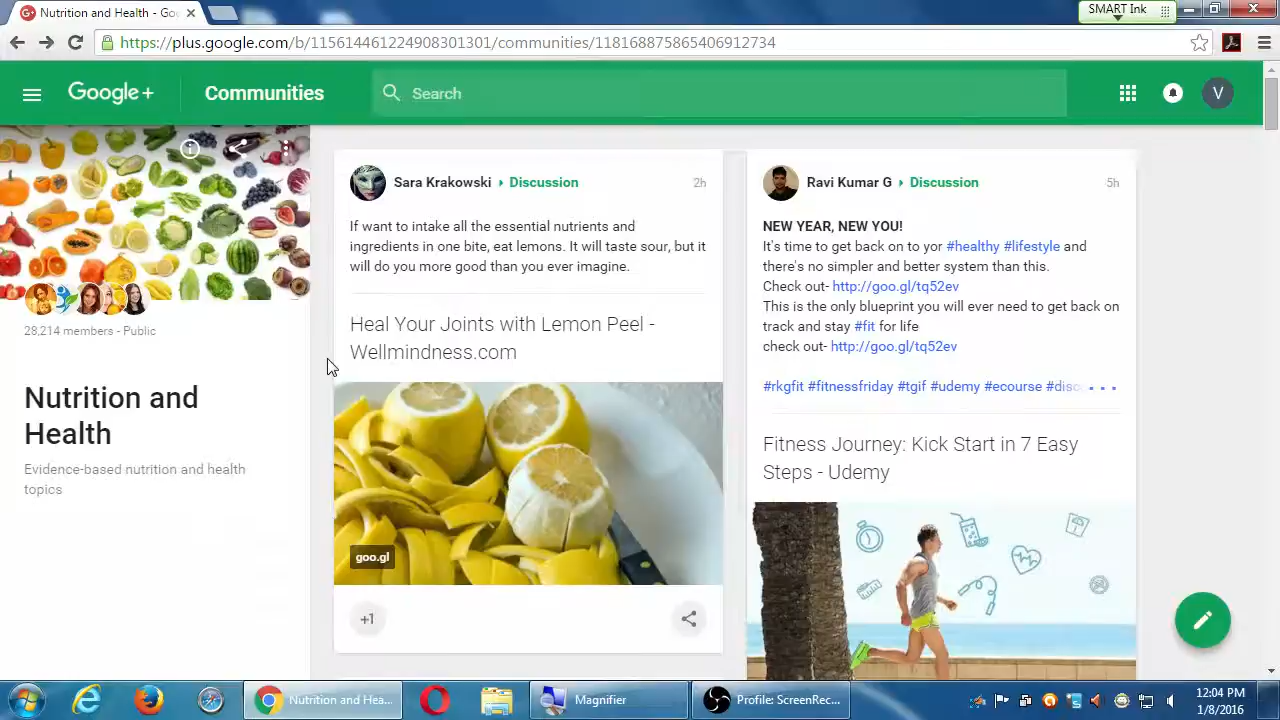 Nutrition and Health - Go
SMART Ink
https://plus.google.com/b/115614461224908301301/communities/118168875865406912734
Google+
Communities
Search
V
Sara Krakowski
Discussion
2h
If want to intake all the essential nutrients and
ingredients in one bite, eat lemons. It will taste sour, but it
will do you more good than you ever imagine.
Heal Your Joints with Lemon Peel -
Wellmindness.com
goo.gl
+1
Ravi Kumar G
Discussion
5h
NEW YEAR, NEW YOU!
It's time to get back on to yor #healthy #lifestyle and
there's no simpler and better system than this.
Check out- http://goo.gl/tq52ev
This is the only blueprint you will ever need to get back on
track and stay #fit for life
check out- http://goo.gl/tq52ev
#rkgfit #fitnessfriday #tgif #udemy #ecourse #disc...
Fitness Journey: Kick Start in 7 Easy
Steps - Udemy
28,214 members - Public
Nutrition and
Health
Evidence-based nutrition and health
topics
Nutrition and Hea...
Magnifier
Profile: ScreenRec...
12:04 PM
1/8/2016